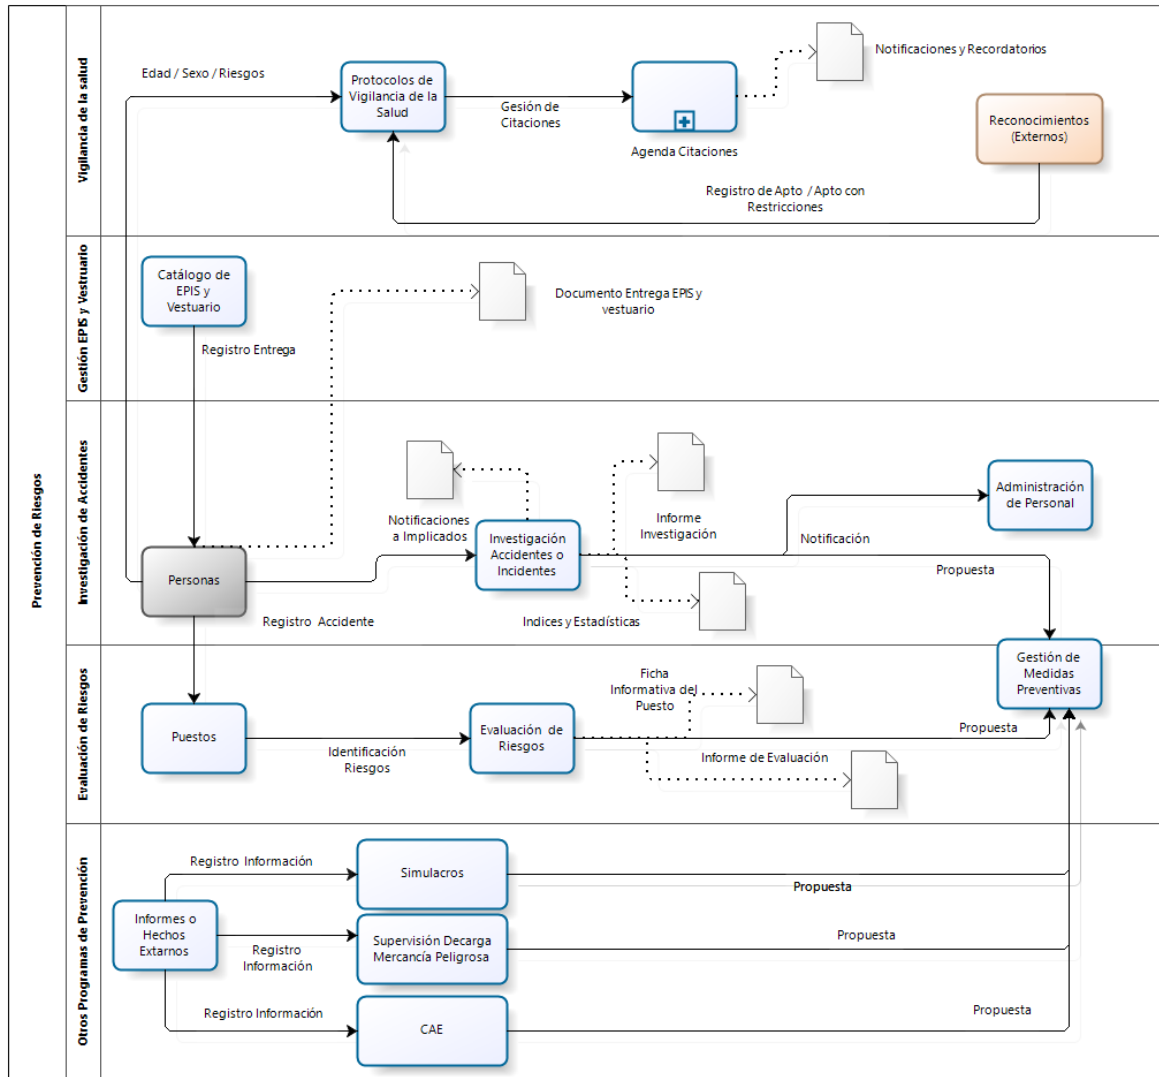 Prevención de Riesgos
Vigilancia de la salud
Edad / Sexo / Riesgos
Protocolos de
Vigilancia de la
Salud
Gesión de
Citaciones
Agenda Citaciones
Notificaciones y Recordatorios
Reconocimientos
(Externos)
Registro de Apto / Apto con
Restricciones
Gestión EPIS y Vestruario
Catálogo de
EPIS y
Vestuario
Registro Entrega
Documento Entrega EPIS y
vestuario
Investigación de Accidentes
Personas
Registro Accidente
Notificaciones
a Implicados
Investigación
Accidentes o
Incidentes
Informe
Investigación
Indices y Estadísticas
Administración
de Personal
Notificación
Propuesta
Gestión de
Medidas
Preventivas
Evaluación de Riesgos
Puestos
Identificación
Riesgos
Evaluación de
Riesgos
Ficha
Informativa del
Puesto
Informe de Evaluación
Propuesta
Otros Programas de Prevención
Informes o
Hechos
Extarnos
Registro Información
Simulacros
Propuesta
Registro
Información
Supervisión Decarga
Mercancía Peligrosa
Propuesta
Registro Información
CAE
Propuesta